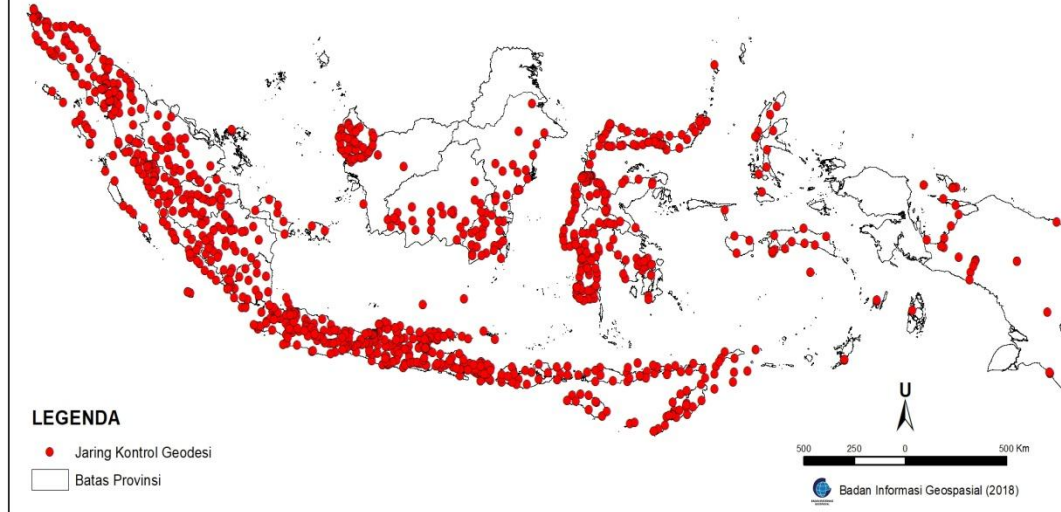 LEGENDA
Jaring Kontrol Geodesi
Batas Provinsi
U
500 250 0 500 Km
Badan Informasi Geospasial (2018)